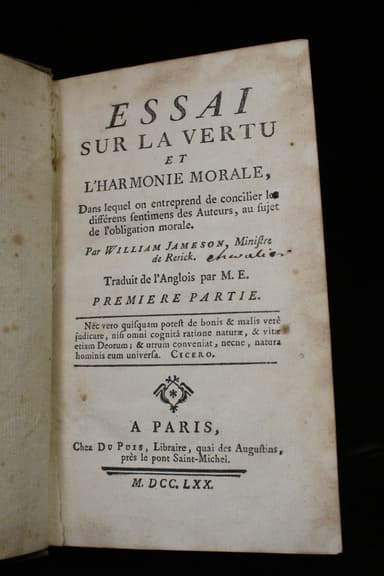 ESSAI
SUR LA VERTU
ET
L'HARMONIE MORALE,
Dans lequel on entreprend de concilier les
différens sentimens des Auteurs, au sujet
de l'obligation morale.
Par WILLIAM JAMESON, Ministre
de Rerick. chevalier
Traduit de l'Anglois par M. E.
PREMIERE PARTIE.
Nec vero quisquam potest de bonis & malis verè
judicare, nisi omni cognitâ ratione naturæ, & vitæ
etiam Deorum; & utrum conveniat, necne, natura
hominis cum universa. CICERO.
A PARIS,
Chez DU PUIS, Libraire, quai des Augustins,
près le pont Saint-Michel.
M. DCC. LXX.